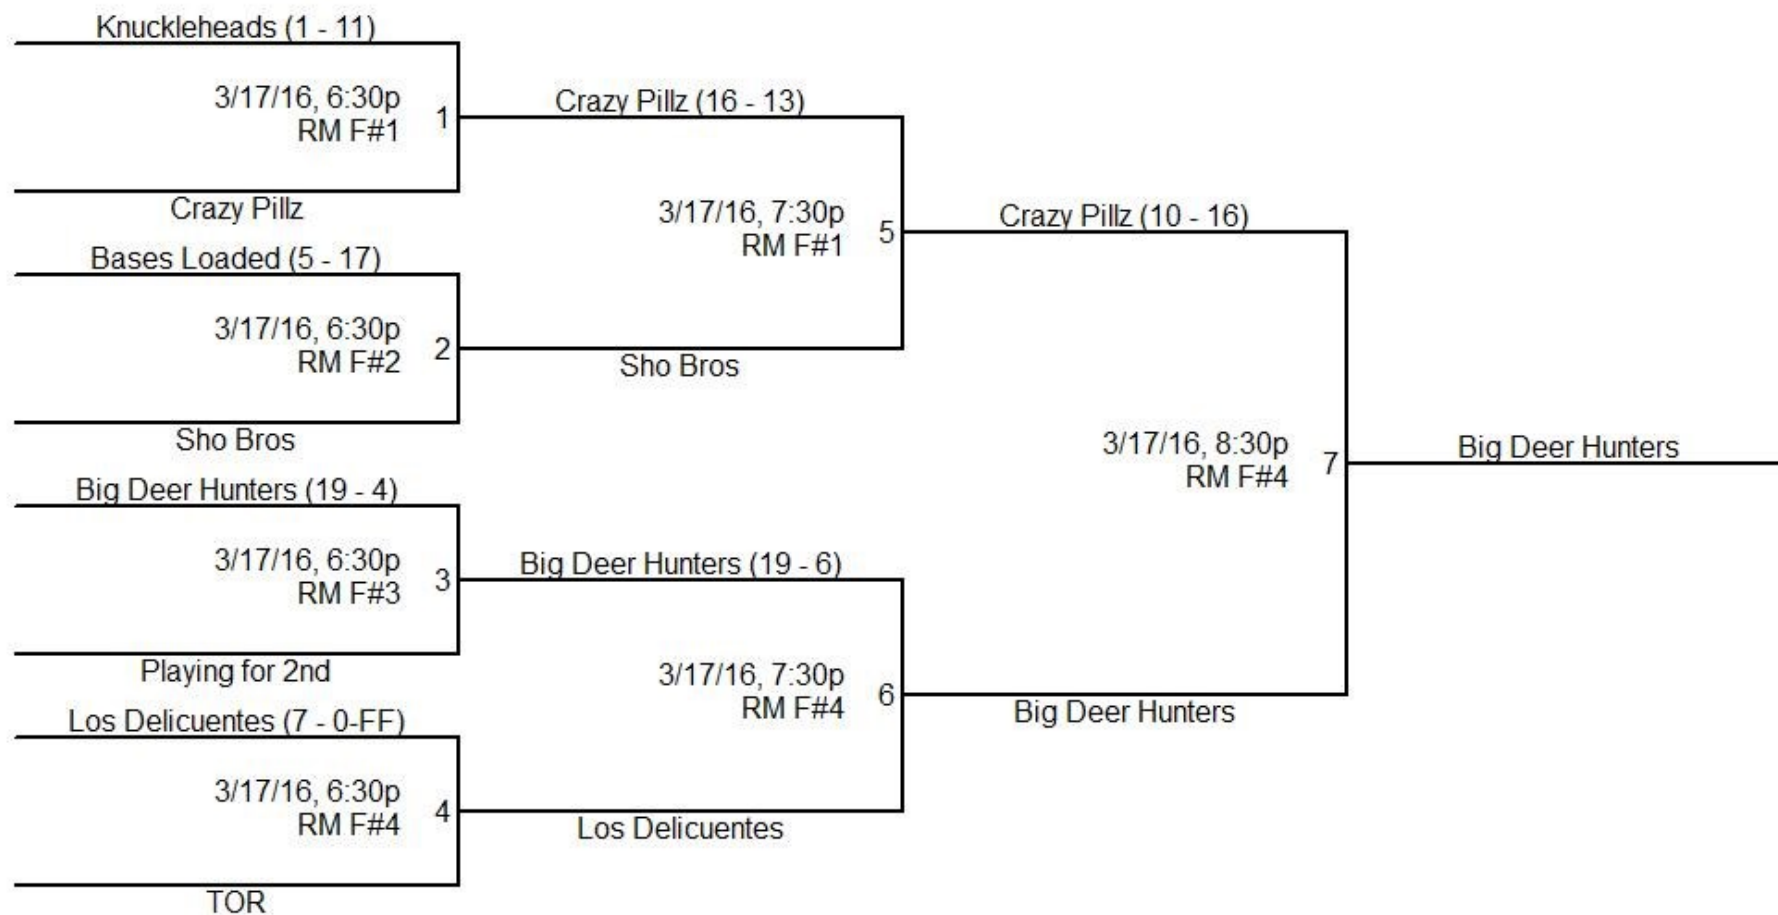 Knuckleheads (1 - 11)
3/17/16, 6:30p
RM F#1
1
Crazy Pillz
Bases Loaded (5 - 17)
3/17/16, 6:30p
RM F#2
2
Sho Bros
Big Deer Hunters (19 - 4)
3/17/16, 6:30p
RM F#3
3
Playing for 2nd
Los Delicuentes (7 - 0-FF)
3/17/16, 6:30p
RM F#4
4
TOR
Crazy Pillz (16 - 13)
3/17/16, 7:30p
RM F#1
5
Sho Bros
Big Deer Hunters (19 - 6)
3/17/16, 7:30p
RM F#4
6
Los Delicuentes
Crazy Pillz (10 - 16)
3/17/16, 8:30p
RM F#4
7
Big Deer Hunters
Big Deer Hunters